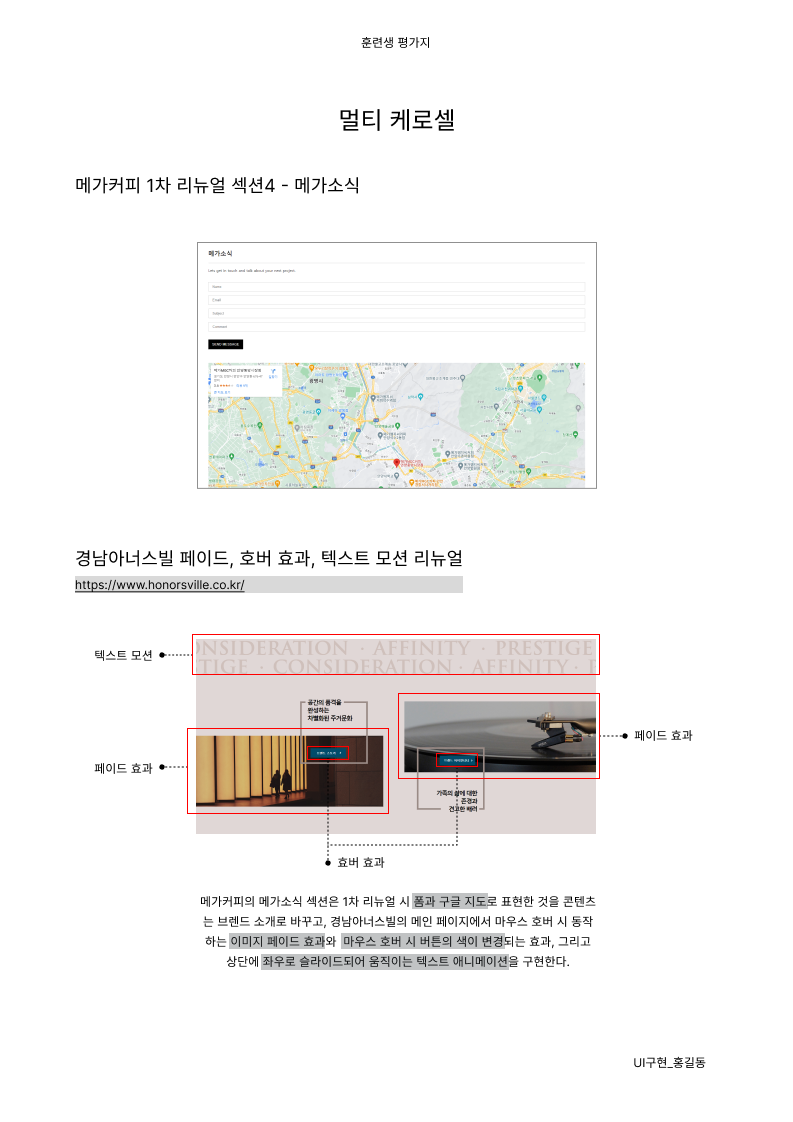 훈련생 평가지
멀티 케로셀
메가커피 1차 리뉴얼 섹션4 - 메가소식
메가소식
Lets get in touch and talk about your next project.
Name
Email
Subject
Comment
SEND MESSAGE
광명시
경남아너스빌 페이드, 호버 효과, 텍스트 모션 리뉴얼
https://www.honorsville.co.kr/
텍스트 모션
ONSIDERATION · AFFINITY · PRESTIGE
TIGE · CONSIDERATION · AFFINITY ·
공간의 품격을
완성하는
차별화된 주거문화
페이드 효과
페이드 효과
가족의 삶에 대한
존경과
견고한 배려
효버 효과
메가커피의 메가소식 섹션은 1차 리뉴얼 시 폼과 구글 지도로 표현한 것을 콘텐츠
는 브렌드 소개로 바꾸고, 경남아너스빌의 메인 페이지에서 마우스 호버 시 동작
하는 이미지 페이드 효과와 마우스 호버 시 버튼의 색이 변경되는 효과, 그리고
상단에 좌우로 슬라이드되어 움직이는 텍스트 애니메이션을 구현한다.
UI구현_홍길동